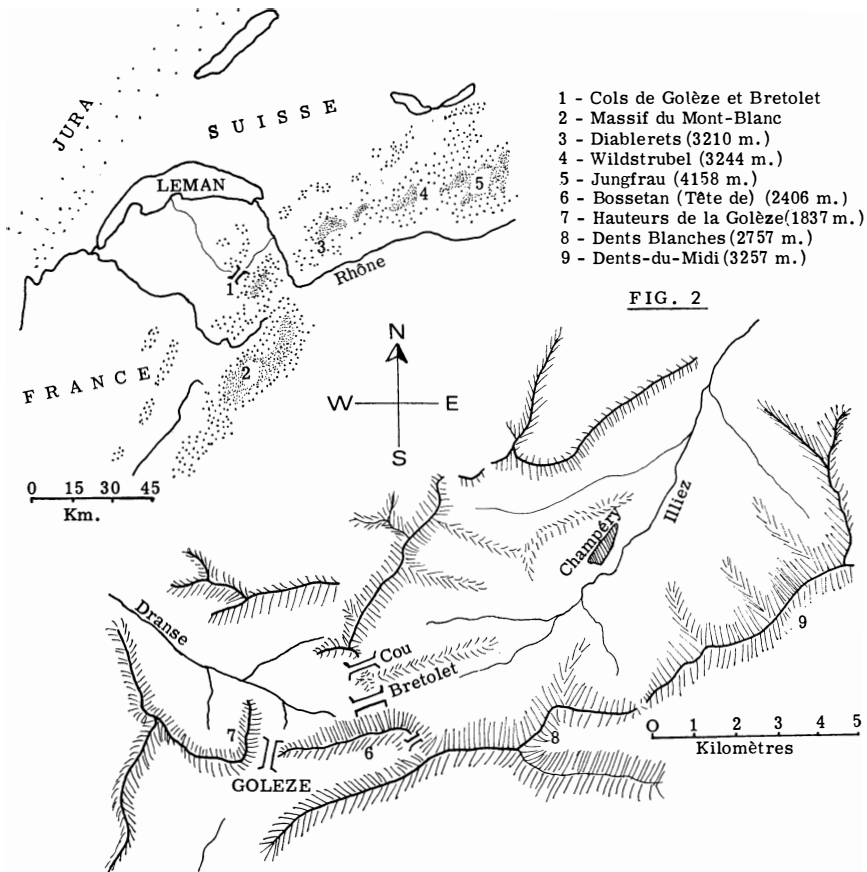 JURA
SUISSE
LEMAN
Rhône
FRANCE
1
2
3
4
5
0 15 30 45
Km.
1 - Cols de Golèze et Bretolet
2 - Massif du Mont-Blanc
3 - Diablerets (3210 m.)
4 - Wildstrubel (3244 m.)
5 - Jungfrau (4158 m.)
6 - Bossetan (Tête de) (2406 m.)
7 - Hauteurs de la Golèze (1837 m.)
8 - Dents Blanches (2757 m.)
9 - Dents-du-Midi (3257 m.)
FIG. 2
N
W E
S
Illiez
Champéry
Dranse
Cou
Bretolet
9
7
6
8
GOLEZE
0 1 2 3 4 5
Kilomètres